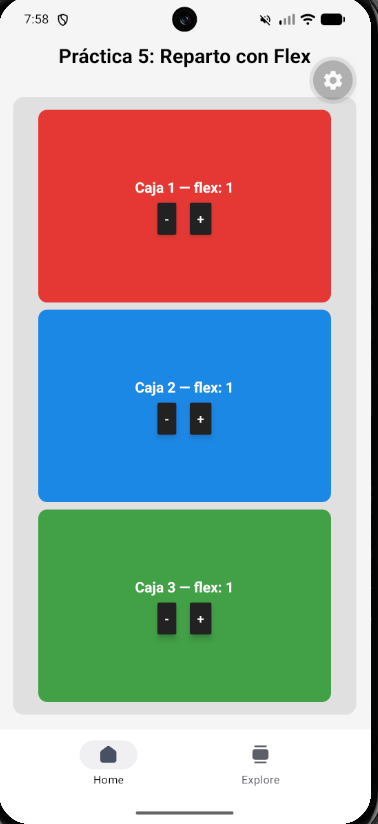 7:58
Práctica 5: Reparto con Flex
Caja 1 — flex: 1
- +
Caja 2 — flex: 1
- +
Caja 3 — flex: 1
- +
Home Explore